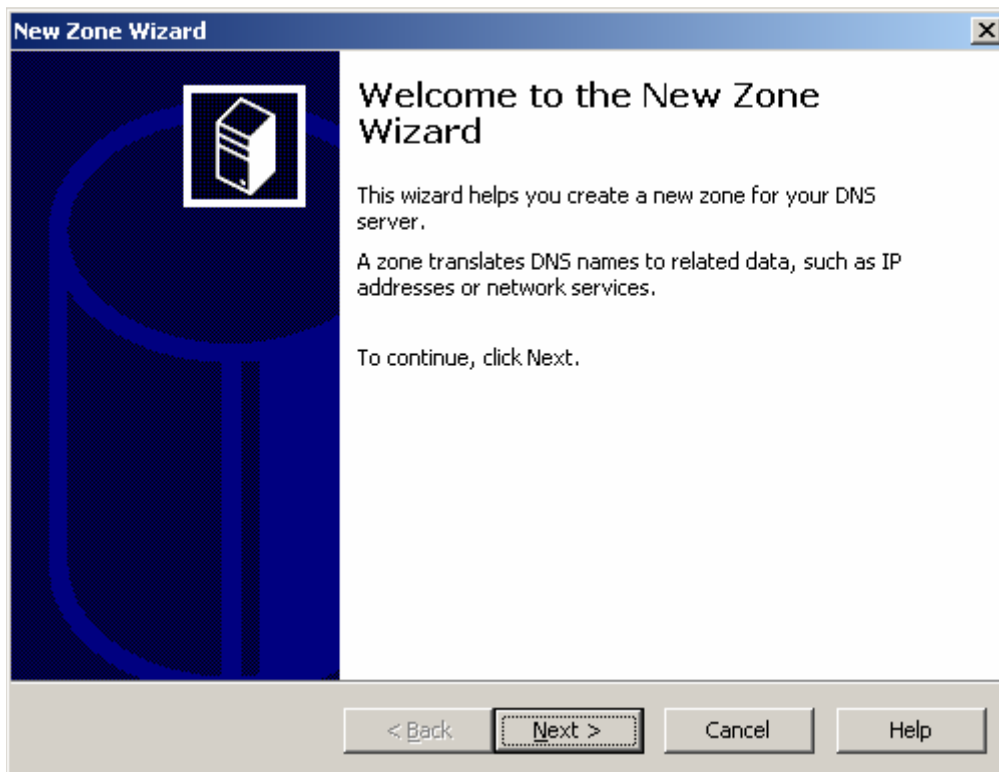 New Zone Wizard
Welcome to the New Zone
Wizard
This wizard helps you create a new zone for your DNS
server.
A zone translates DNS names to related data, such as IP
addresses or network services.
To continue, click Next.
< Back
Next >
Cancel
Help